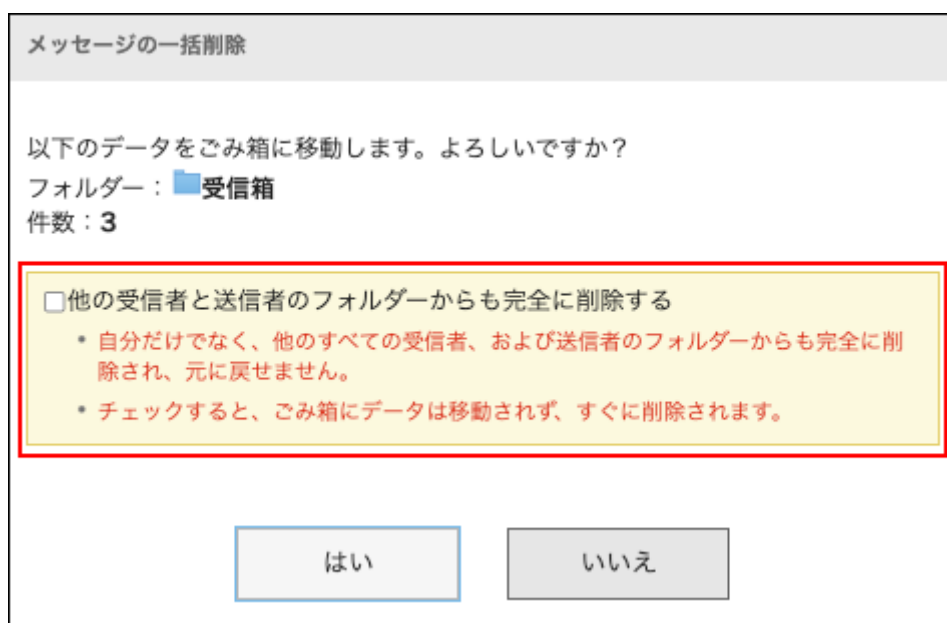 メッセージの一括削除
以下のデータをごみ箱に移動します。よろしいですか？
フォルダー：受信箱
件数：3
他の受信者と送信者のフォルダーからも完全に削除する
• 自分だけでなく、他のすべての受信者、および送信者のフォルダーからも完全に削
除され、元に戻せません。
• チェックすると、ごみ箱にデータは移動されず、すぐに削除されます。
はい
いいえ